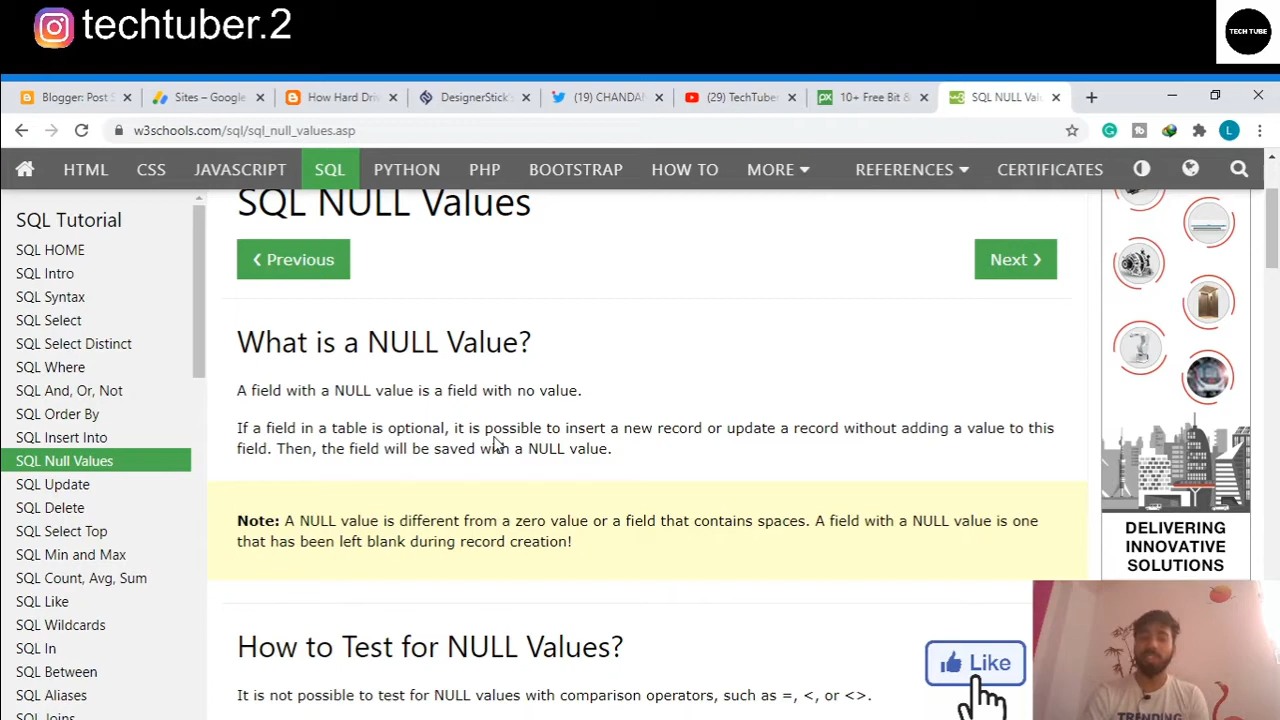 techtuber.2
TECH TUBE
Blogger: Post S
Sites – Google
How Hard Dri
DesignerStick's
(19) CHANDA
(29) TechTuber
10+ Free Bit &
SQL NULL Val
w3schools.com/sql/sql_null_values.asp
L
HTML CSS JAVASCRIPT SQL PYTHON PHP BOOTSTRAP HOW TO MORE REFERENCES CERTIFICATES
SQL Tutorial
SQL HOME
SQL Intro
SQL Syntax
SQL Select
SQL Select Distinct
SQL Where
SQL And, Or, Not
SQL Order By
SQL Insert Into
SQL Null Values
SQL Update
SQL Delete
SQL Select Top
SQL Min and Max
SQL Count, Avg, Sum
SQL Like
SQL Wildcards
SQL In
SQL Between
SQL Aliases
SQL Joins
SQL NULL Values
❮ Previous
Next ❯
What is a NULL Value?
A field with a NULL value is a field with no value.
If a field in a table is optional, it is possible to insert a new record or update a record without adding a value to this
field. Then, the field will be saved with a NULL value.
Note: A NULL value is different from a zero value or a field that contains spaces. A field with a NULL value is one
that has been left blank during record creation!
How to Test for NULL Values?
It is not possible to test for NULL values with comparison operators, such as =, <, or <>.
DELIVERING
INNOVATIVE
SOLUTIONS
Like
TRENDING